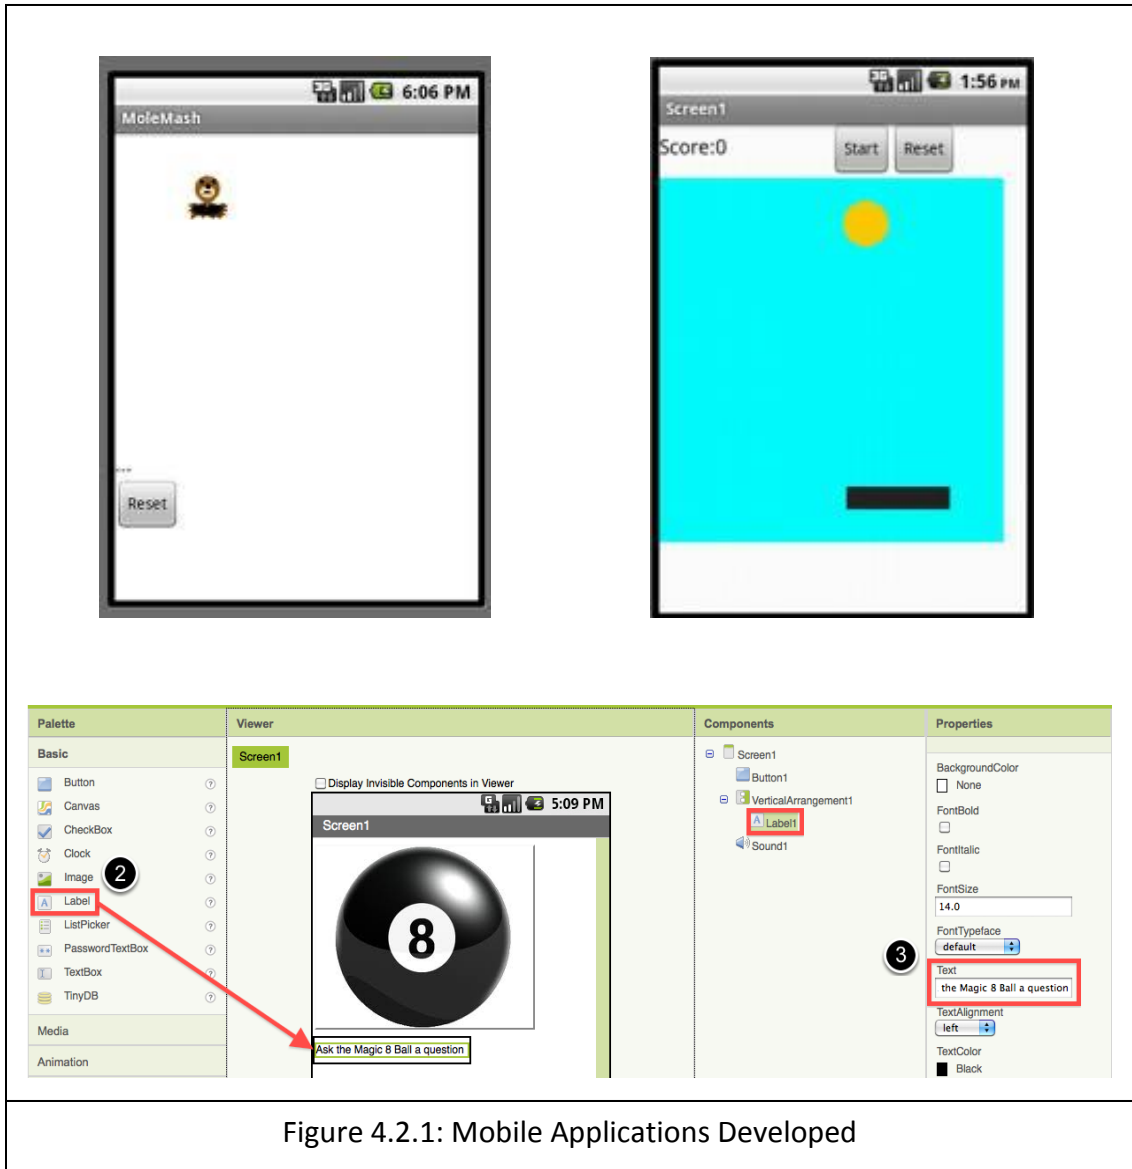 6:06 PM
MoleMash
Reset
1:56 PM
Screen1
Score:0
Start
Reset
Palette
Basic
Button
Canvas
CheckBox
Clock
Image
2
Label
ListPicker
PasswordTextBox
TextBox
TinyDB
Media
Animation
Viewer
Screen1
Display Invisible Components in Viewer
5:09 PM
Screen1
8
Ask the Magic 8 Ball a question
Components
Screen1
Button1
VerticalArrangement1
A Label1
Sound1
Properties
BackgroundColor
None
FontBold
FontItalic
FontSize
14.0
FontTypeface
default
3
Text
the Magic 8 Ball a question
TextAlignment
left
TextColor
Black
Figure 4.2.1: Mobile Applications Developed